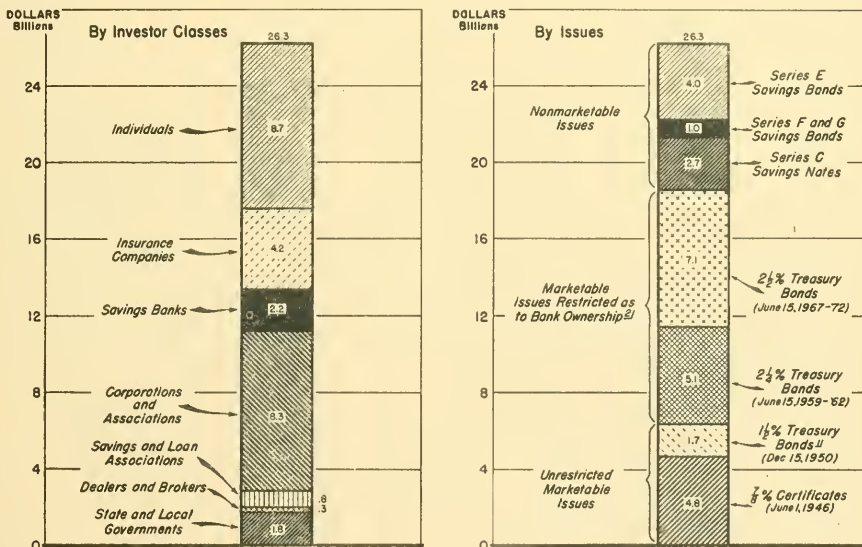 DOLLARS
Billions
By Investor Classes
26.3
24
20
16
12
8
4
0
Individuals
8.7
Insurance
Companies
4.2
Savings Banks
2.2
Corporations
and
Associations
8.3
Savings and Loan
Associations
.8
Dealers and Brokers
.3
State and Local
Governments
1.8
DOLLARS
Billions
By Issues
26.3
24
20
16
12
8
4
0
Nonmarketable
Issues
4.0
Series E
Savings Bonds
1.0
Series F and G
Savings Bonds
2.7
Series C
Savings Nates
Marketable
Issues Restricted as
to Bank Ownership 2/
7.1
2½% Treasury
Bonds
(June 15, 1967-72)
5.1
2¼% Treasury
Bands
(June 15, 1959-'62)
Unrestricted
Marketable
Issues
1.7
1½% Treasury
Bonds 1/
(Dec 15, 1950)
4.8
⅞% Certificates
(June 1, 1946)